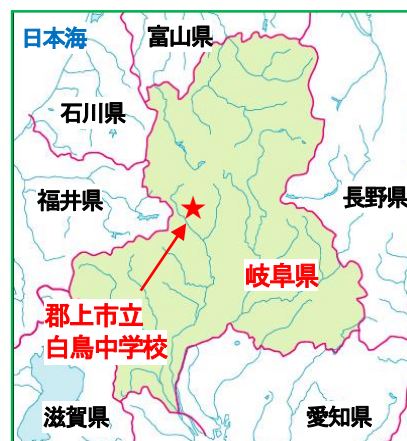 日本海
富山県
石川県
福井県
長野県
岐阜県
郡上市立
白鳥中学校
滋賀県
愛知県